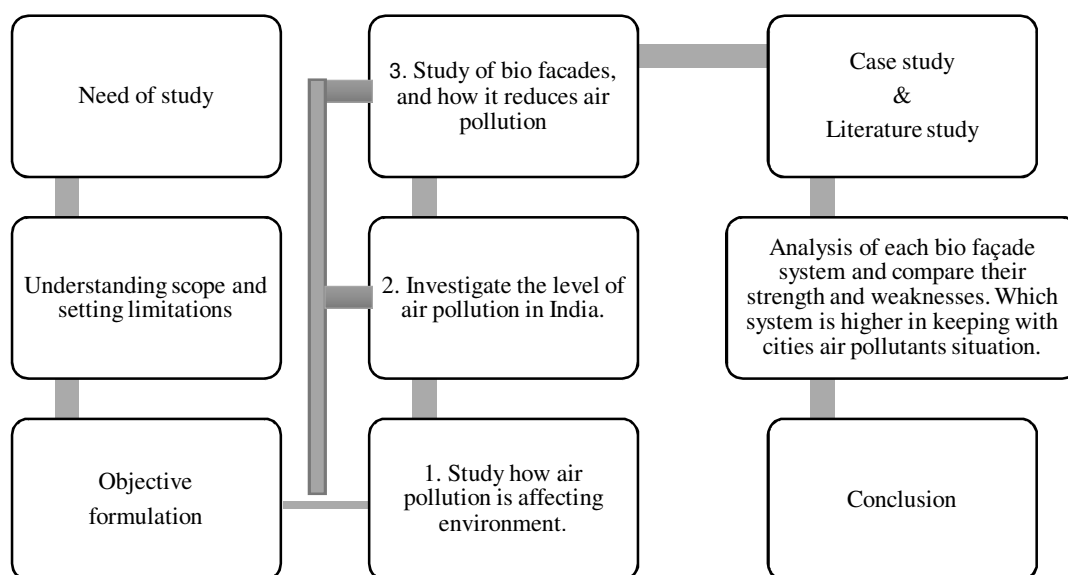 Need of study
Understanding scope and
setting limitations
Objective
formulation
1. Study how air
pollution is affecting
environment.
2. Investigate the level of
air pollution in India.
3. Study of bio facades,
and how it reduces air
pollution
Case study
&
Literature study
Analysis of each bio façade
system and compare their
strength and weaknesses. Which
system is higher in keeping with
cities air pollutants situation.
Conclusion